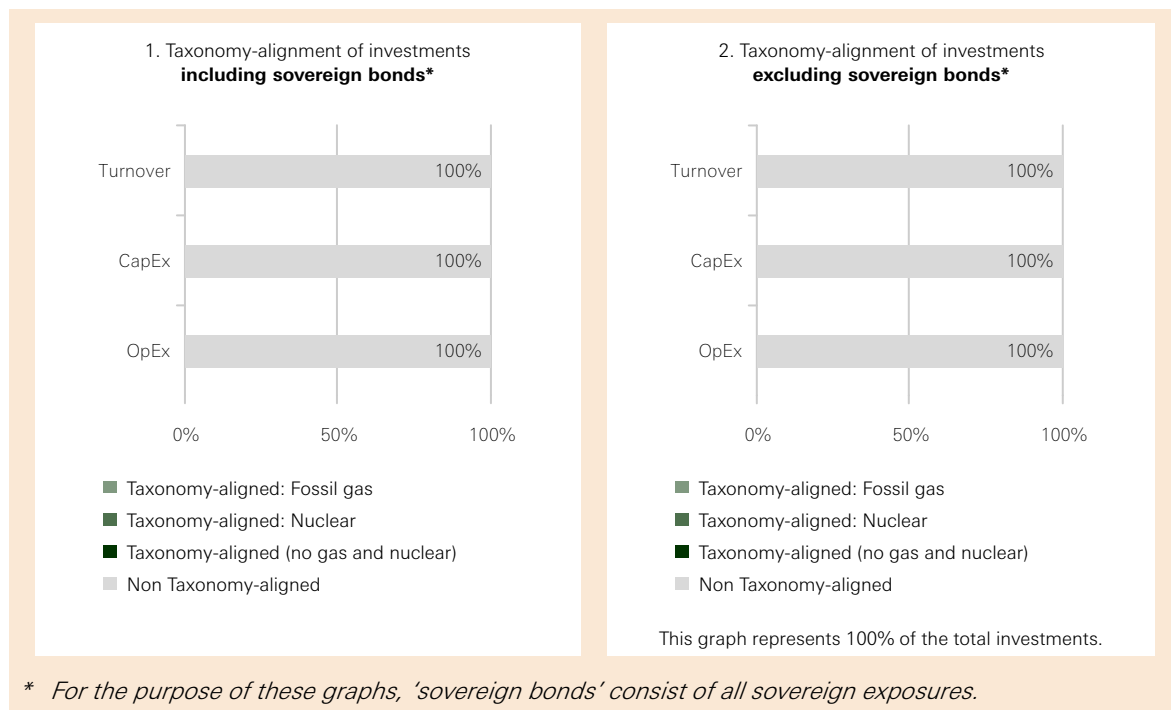 1. Taxonomy-alignment of investments
including sovereign bonds*
Turnover
100%
CapEx
100%
OpEx
100%
0%
50%
100%
Taxonomy-aligned: Fossil gas
Taxonomy-aligned: Nuclear
Taxonomy-aligned (no gas and nuclear)
Non Taxonomy-aligned
2. Taxonomy-alignment of investments
excluding sovereign bonds*
Turnover
100%
CapEx
100%
OpEx
100%
0%
50%
100%
Taxonomy-aligned: Fossil gas
Taxonomy-aligned: Nuclear
Taxonomy-aligned (no gas and nuclear)
Non Taxonomy-aligned
This graph represents 100% of the total investments.
* For the purpose of these graphs, ‘sovereign bonds’ consist of all sovereign exposures.